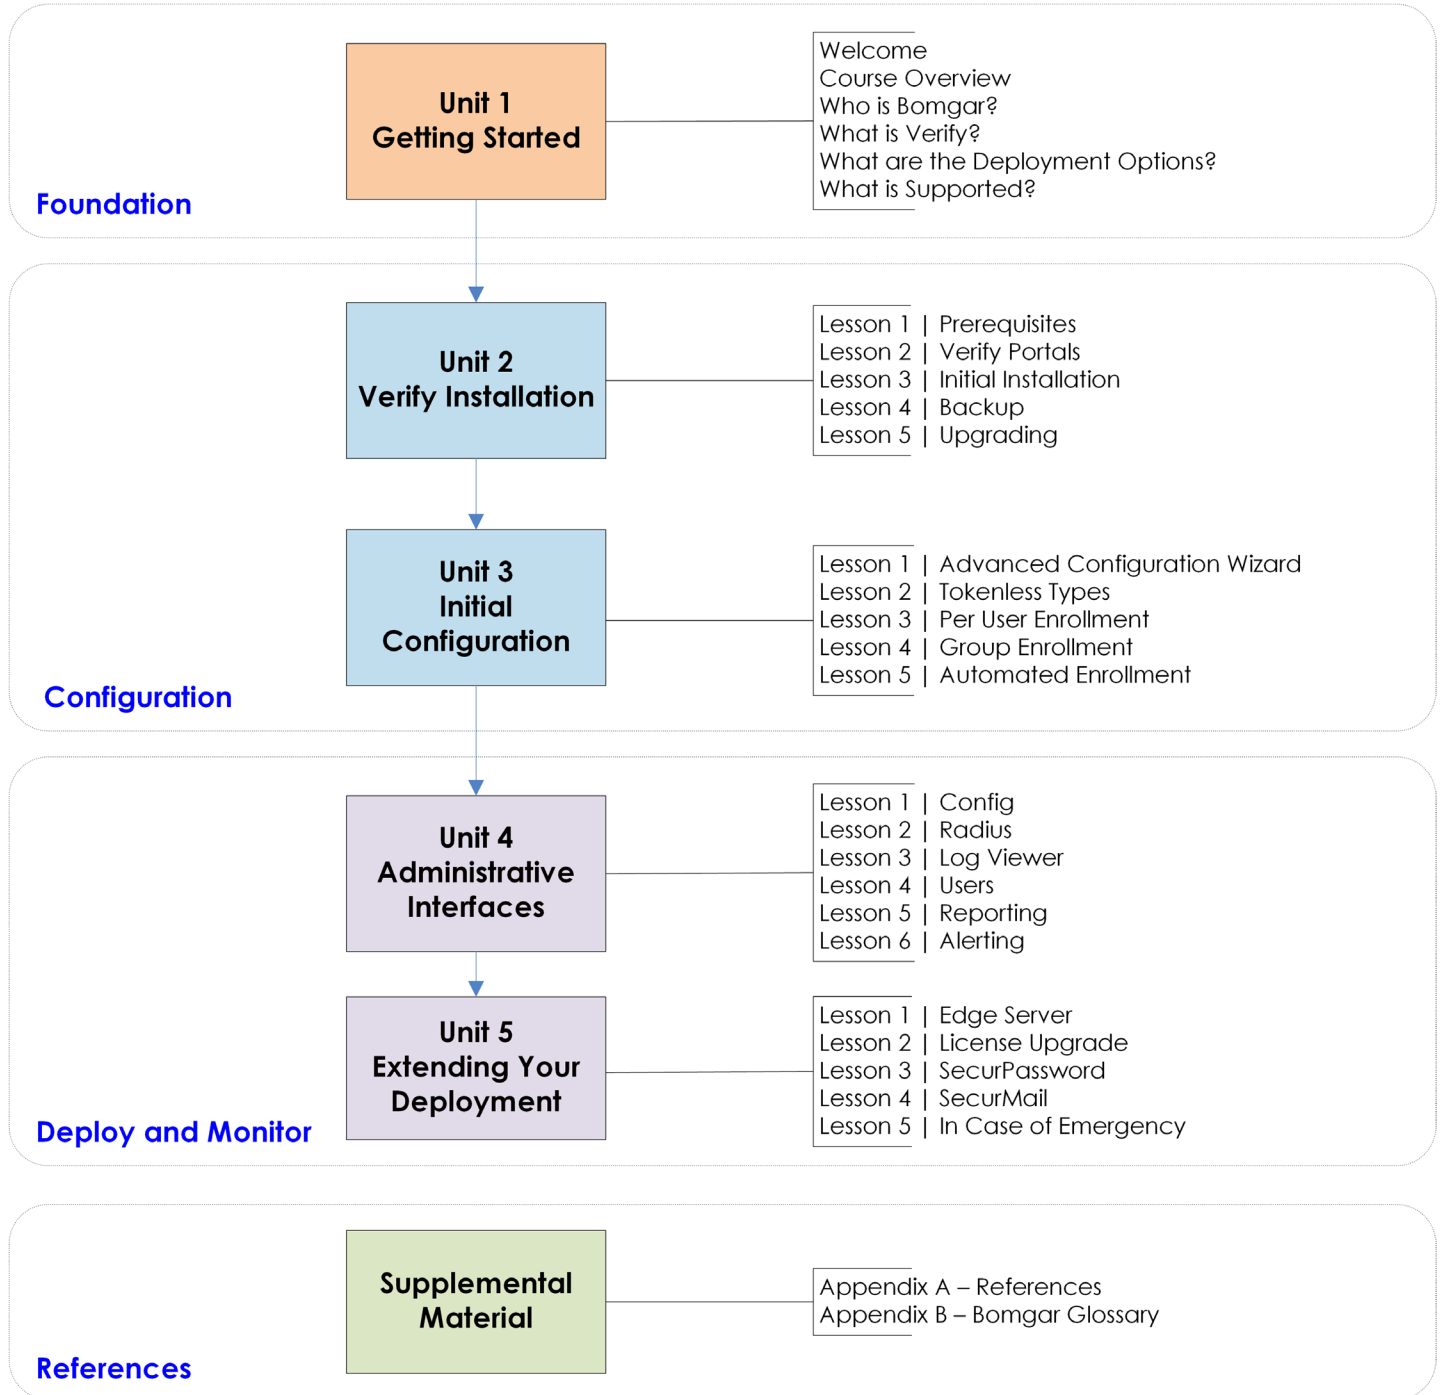 Unit 1
Getting Started
Welcome
Course Overview
Who is Bomgar?
What is Verify?
What are the Deployment Options?
What is Supported?
Foundation
Unit 2
Verify Installation
Lesson 1 | Prerequisites
Lesson 2 | Verify Portals
Lesson 3 | Initial Installation
Lesson 4 | Backup
Lesson 5 | Upgrading
Unit 3
Initial
Configuration
Lesson 1 | Advanced Configuration Wizard
Lesson 2 | Tokenless Types
Lesson 3 | Per User Enrollment
Lesson 4 | Group Enrollment
Lesson 5 | Automated Enrollment
Configuration
Unit 4
Administrative
Interfaces
Lesson 1 | Config
Lesson 2 | Radius
Lesson 3 | Log Viewer
Lesson 4 | Users
Lesson 5 | Reporting
Lesson 6 | Alerting
Unit 5
Extending Your
Deployment
Lesson 1 | Edge Server
Lesson 2 | License Upgrade
Lesson 3 | SecurPassword
Lesson 4 | SecurMail
Lesson 5 | In Case of Emergency
Deploy and Monitor
Supplemental
Material
Appendix A – References
Appendix B – Bomgar Glossary
References